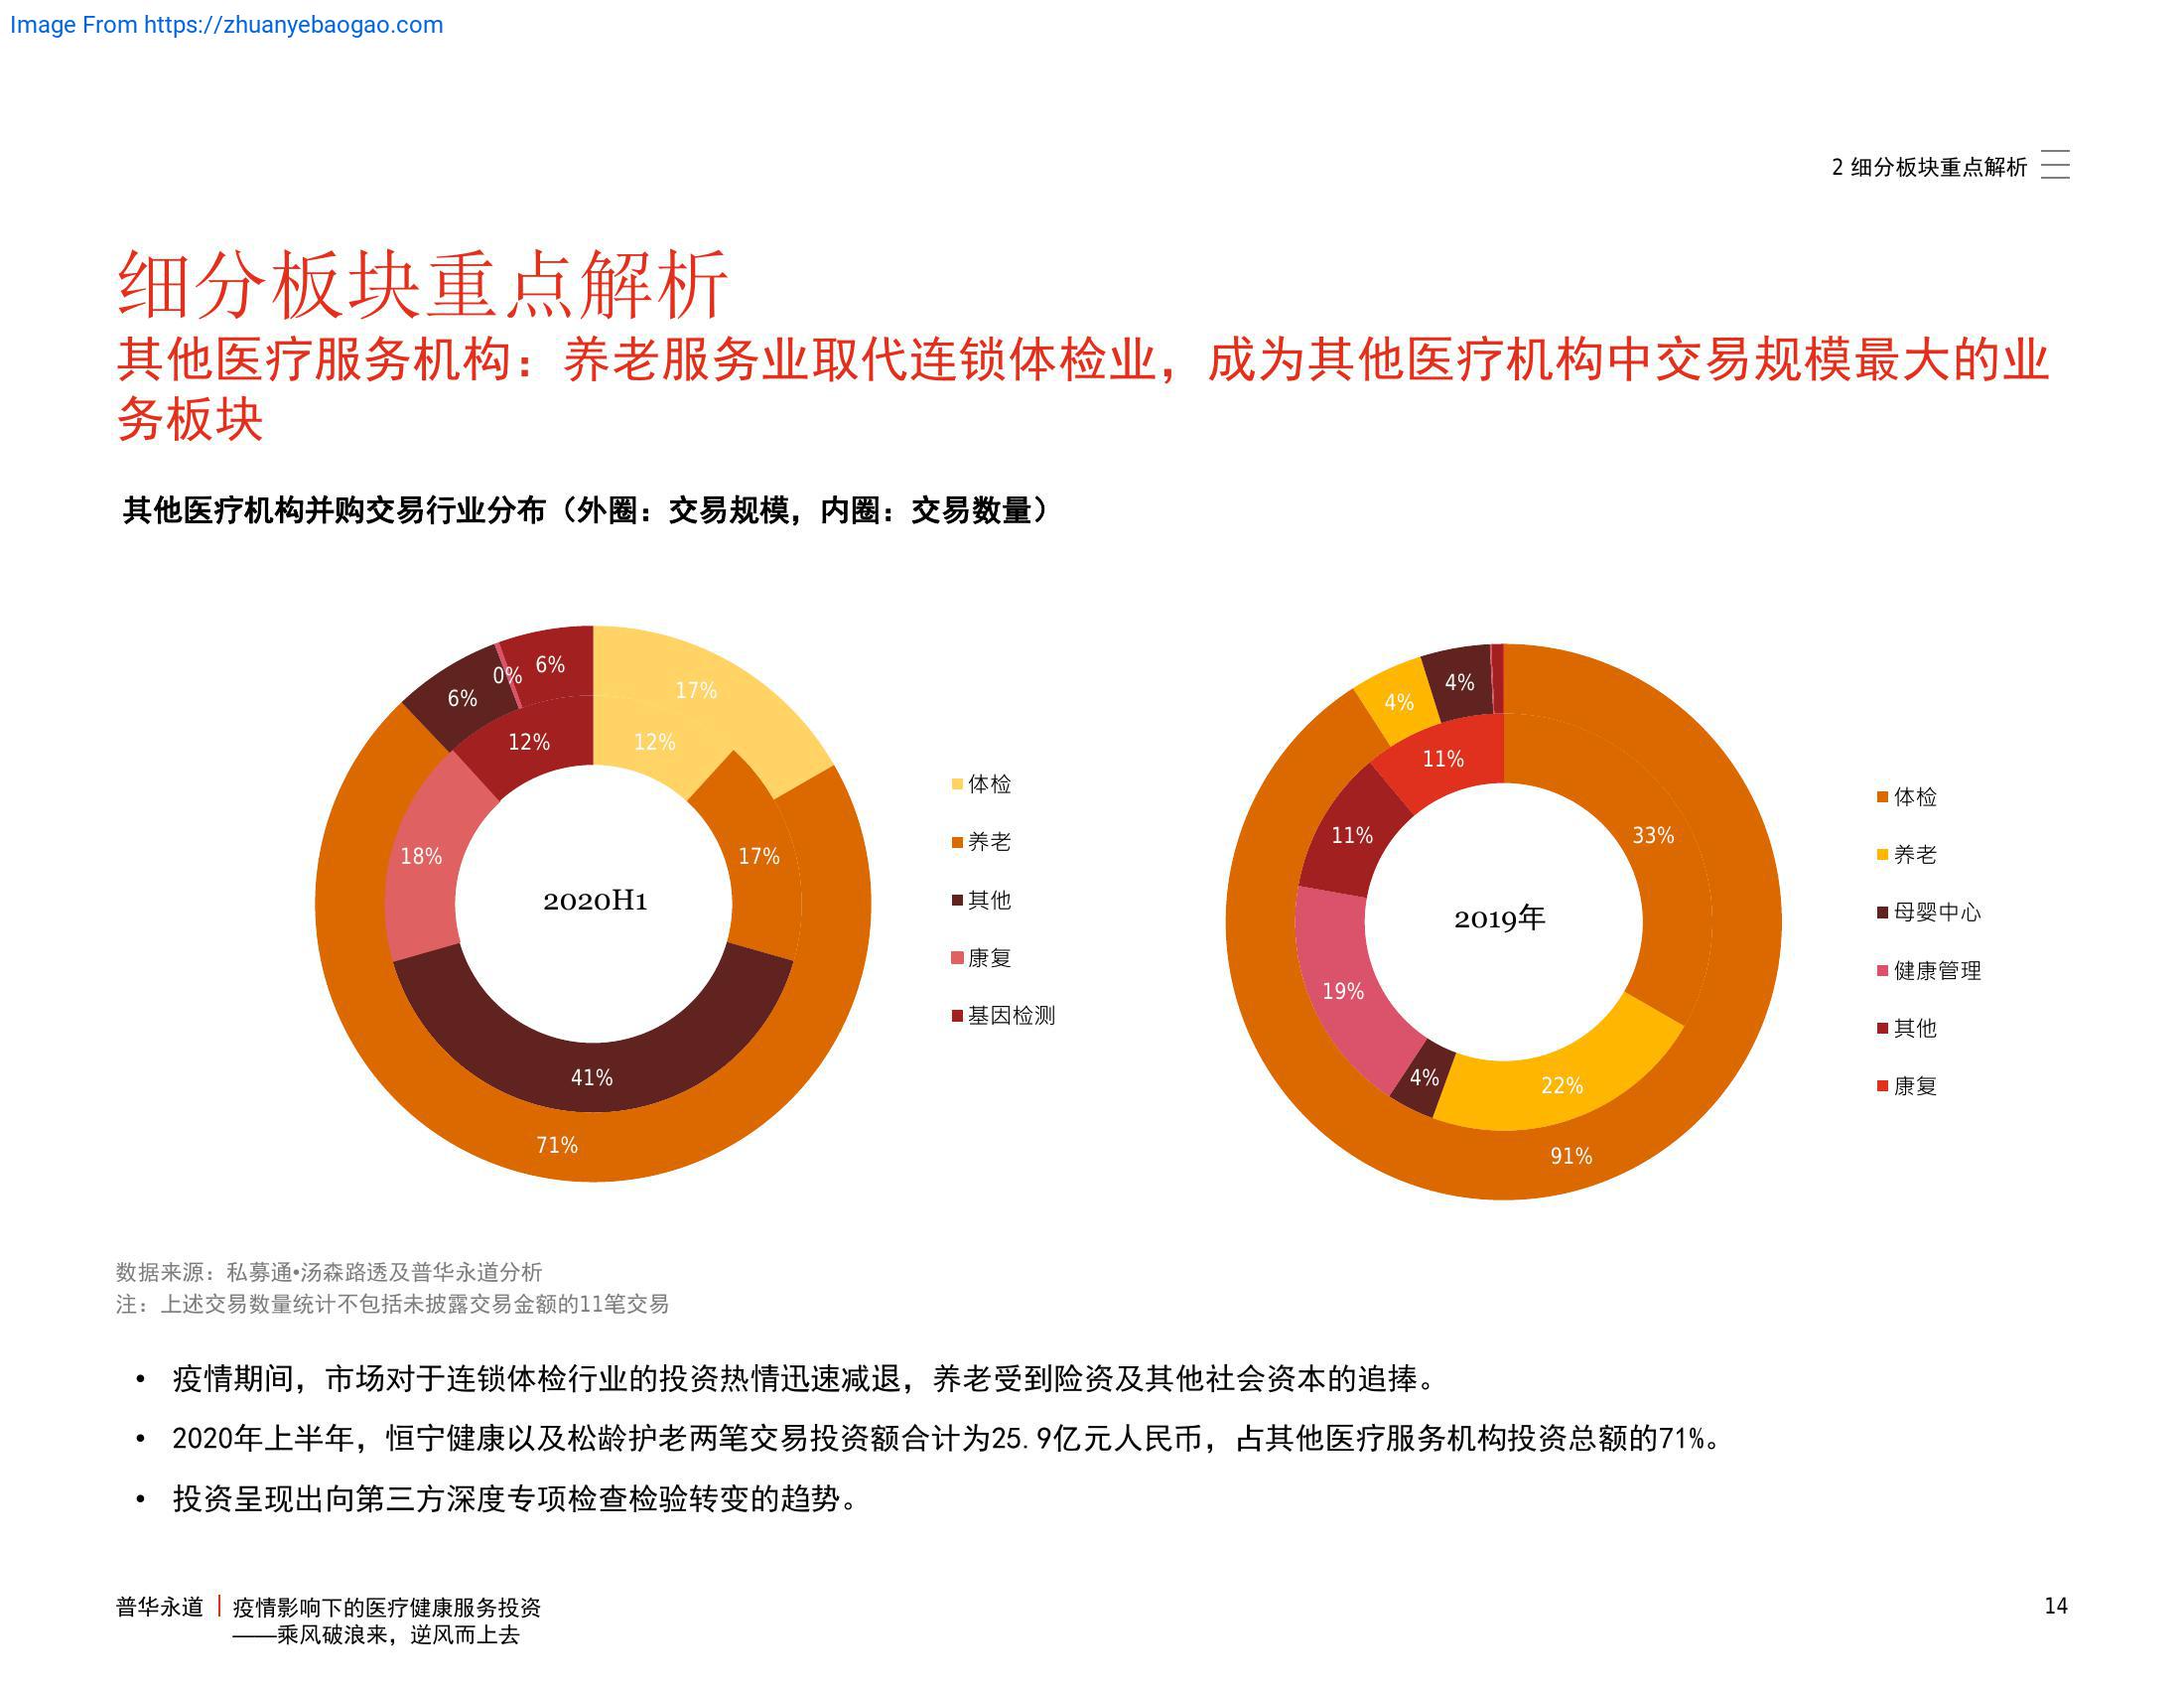 Image From https://zhuanyebaogao.com
2 细分板块重点解析
细分板块重点解析
其他医疗服务机构：养老服务业取代连锁体检业，成为其他医疗机构中交易规模最大的业
务板块
其他医疗机构并购交易行业分布（外圈：交易规模，内圈：交易数量）
6%
0%
6%
17%
12%
12%
18%
17%
2020H1
41%
71%
体检
养老
其他
康复
基因检测
4%
4%
11%
33%
11%
19%
2019年
4%
22%
91%
体检
养老
母婴中心
健康管理
其他
康复
数据来源：私募通•汤森路透及普华永道分析
注：上述交易数量统计不包括未披露交易金额的11笔交易
• 疫情期间，市场对于连锁体检行业的投资热情迅速减退，养老受到险资及其他社会资本的追捧。
• 2020年上半年，恒宁健康以及松龄护老两笔交易投资额合计为25.9亿元人民币，占其他医疗服务机构投资总额的71%。
• 投资呈现出向第三方深度专项检查检验转变的趋势。
普华永道
疫情影响下的医疗健康服务投资
——乘风破浪来，逆风而上去
14